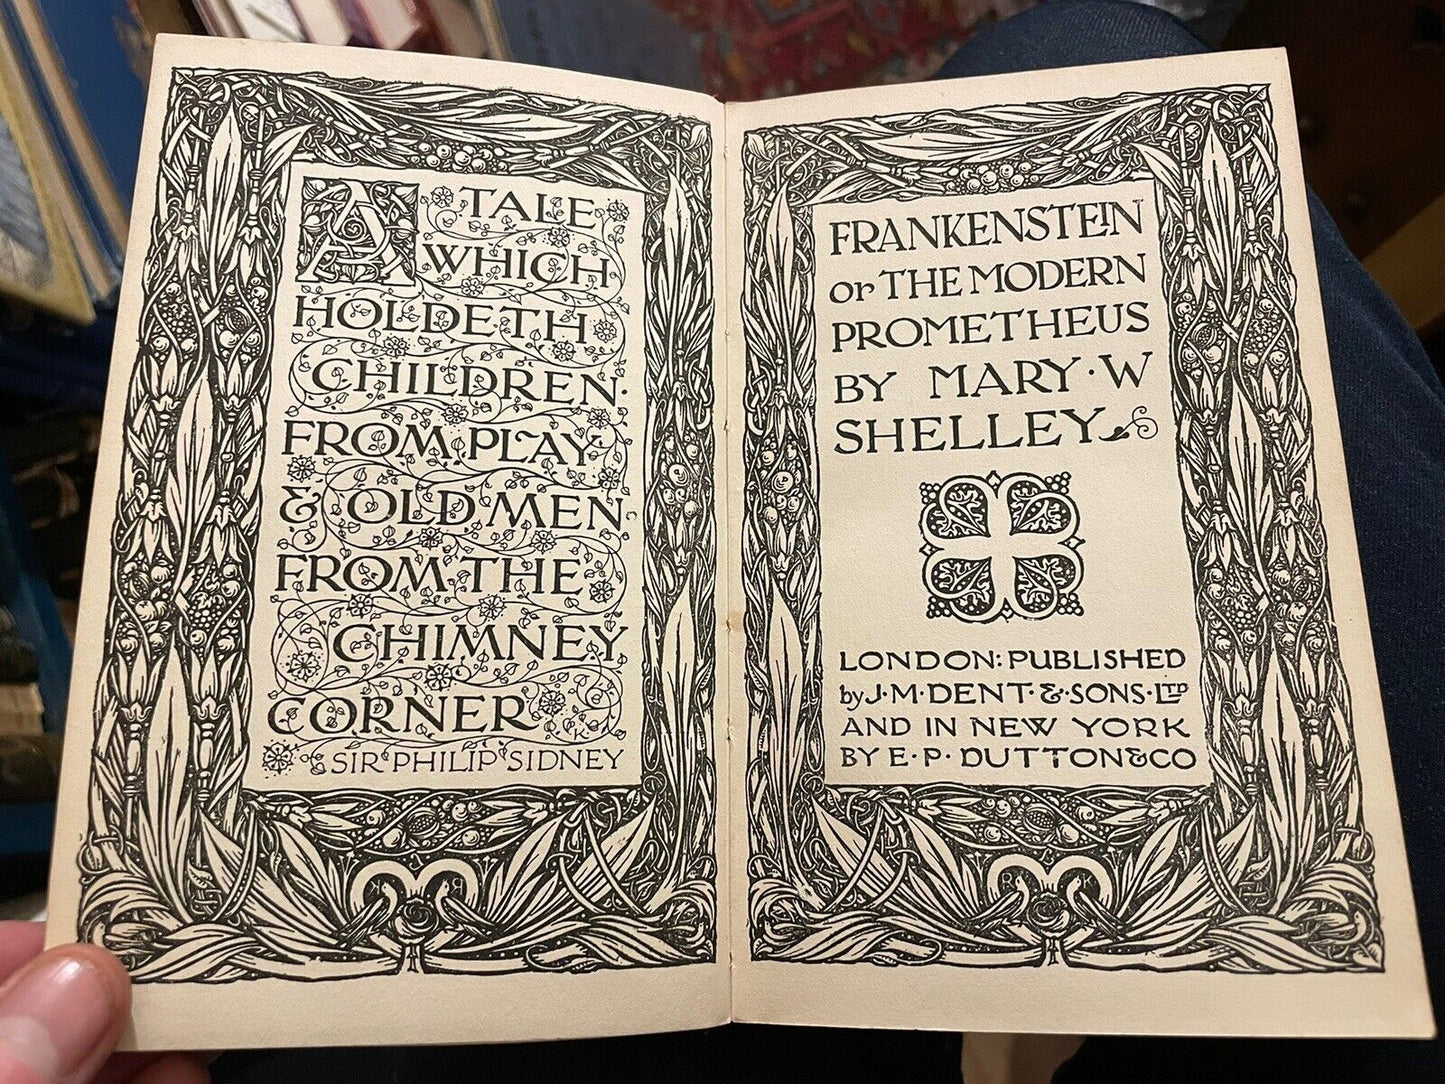 A TALE
WHICH
HOLDETH
CHILDREN·
FROM·PLAY
& OLD MEN
FROM·THE
CHIMNEY
CORNER
SIR·PHILIP SIDNEY
FRANKENSTEIN
or THE MODERN
PROMETHEUS
BY MARY·W
SHELLEY
LONDON: PUBLISHED
by J·M·DENT·&·SONS·LTD
AND IN NEW YORK
BY E·P·DUTTON&CO